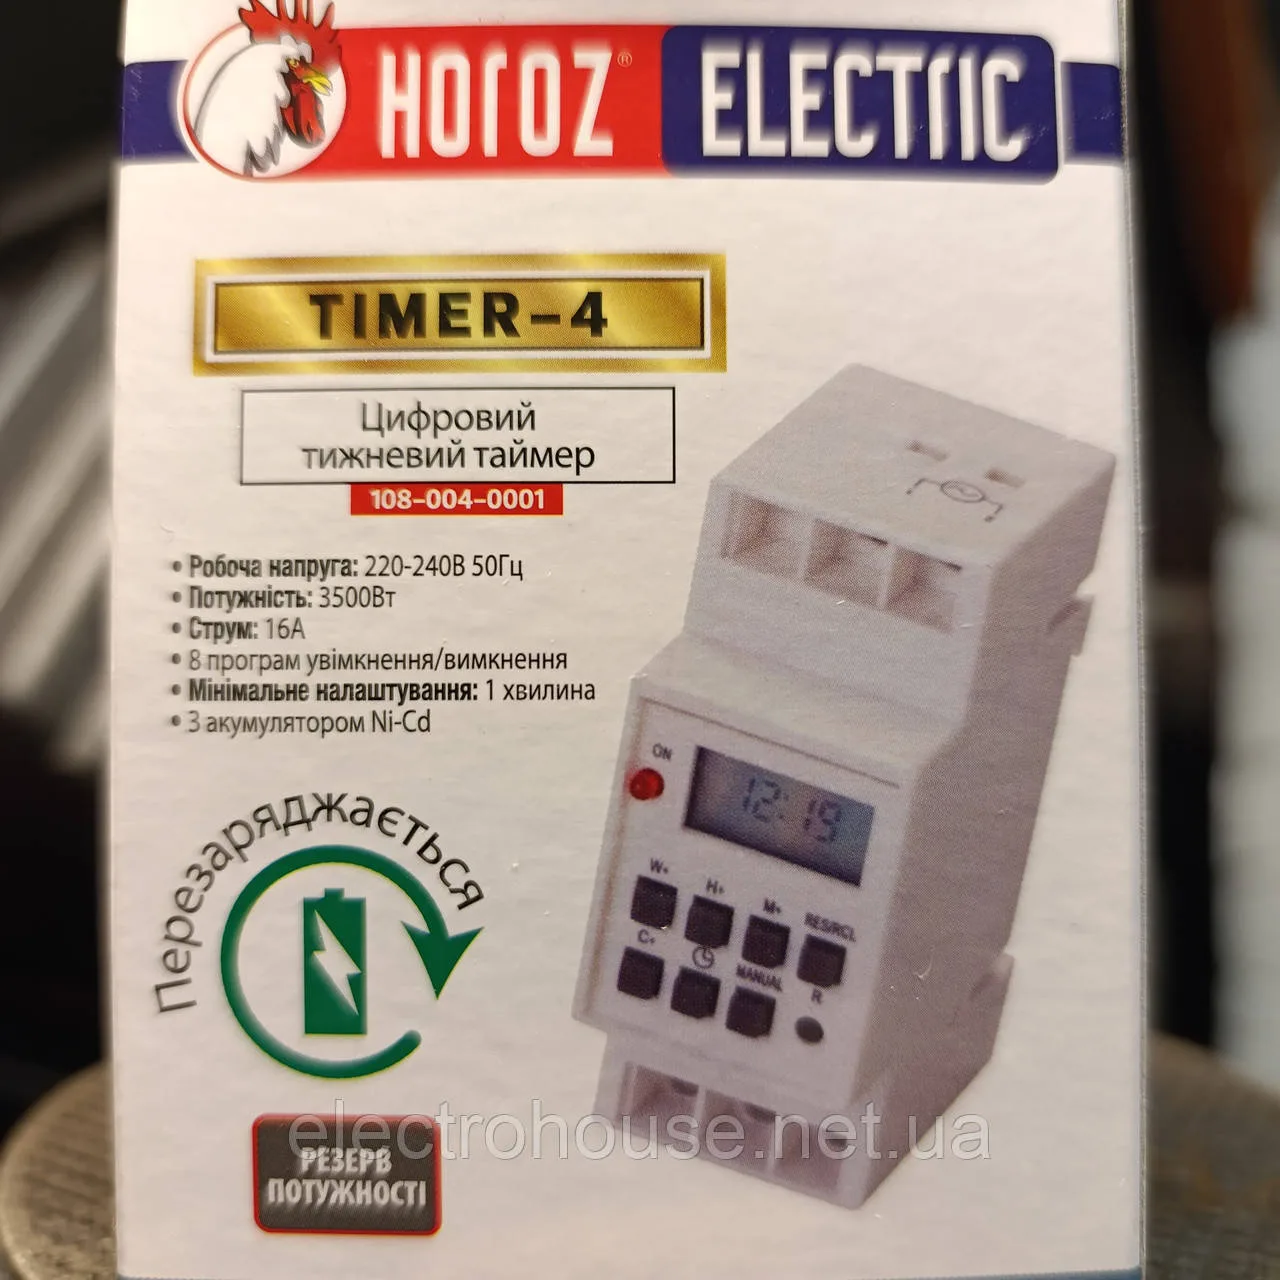 HOROZ® ELECTRIC
TIMER-4
Цифровий
тижневий таймер
108-004-0001
• Робоча напруга: 220-240В 50Гц
• Потужність: 3500Вт
• Струм: 16А
• 8 програм увімкнення/вимкнення
• Мінімальне налаштування: 1 хвилина
• З акумулятором Ni-Cd
Перезаряджається
ON
12:19
W+ H+ M+ RES/RCL
C+ MANUAL R
electrohouse.net.ua
РЕЗЕРВ
ПОТУЖНОСТІ